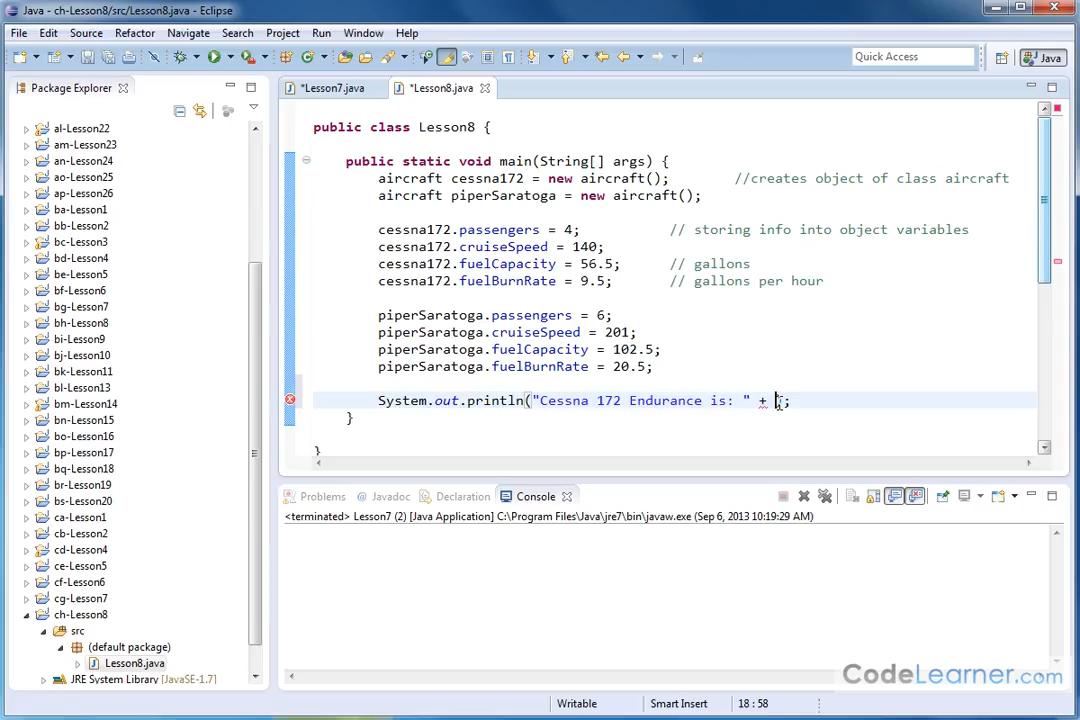 Java - ch-Lesson8/src/Lesson8.java - Eclipse
File Edit Source Refactor Navigate Search Project Run Window Help
Quick Access
Java
Package Explorer
*Lesson7.java
*Lesson8.java
al-Lesson22
am-Lesson23
an-Lesson24
ao-Lesson25
ap-Lesson26
ba-Lesson1
bb-Lesson2
bc-Lesson3
bd-Lesson4
be-Lesson5
bf-Lesson6
bg-Lesson7
bh-Lesson8
bi-Lesson9
bj-Lesson10
bk-Lesson11
bl-Lesson13
bm-Lesson14
bn-Lesson15
bo-Lesson16
bp-Lesson17
bq-Lesson18
br-Lesson19
bs-Lesson20
ca-Lesson1
cb-Lesson2
cd-Lesson4
ce-Lesson5
cf-Lesson6
cg-Lesson7
ch-Lesson8
src
(default package)
Lesson8.java
JRE System Library [JavaSE-1.7]
public class Lesson8 {
public static void main(String[] args) {
aircraft cessna172 = new aircraft(); //creates object of class aircraft
aircraft piperSaratoga = new aircraft();
cessna172.passengers = 4; // storing info into object variables
cessna172.cruiseSpeed = 140;
cessna172.fuelCapacity = 56.5; // gallons
cessna172.fuelBurnRate = 9.5; // gallons per hour
piperSaratoga.passengers = 6;
piperSaratoga.cruiseSpeed = 201;
piperSaratoga.fuelCapacity = 102.5;
piperSaratoga.fuelBurnRate = 20.5;
System.out.println("Cessna 172 Endurance is: " + );
}
}
Problems @ Javadoc Declaration Console
<terminated> Lesson7 (2) [Java Application] C:\Program Files\Java\jre7\bin\javaw.exe (Sep 6, 2013 10:19:29 AM)
CodeLearner.com
Writable Smart Insert 18 : 58